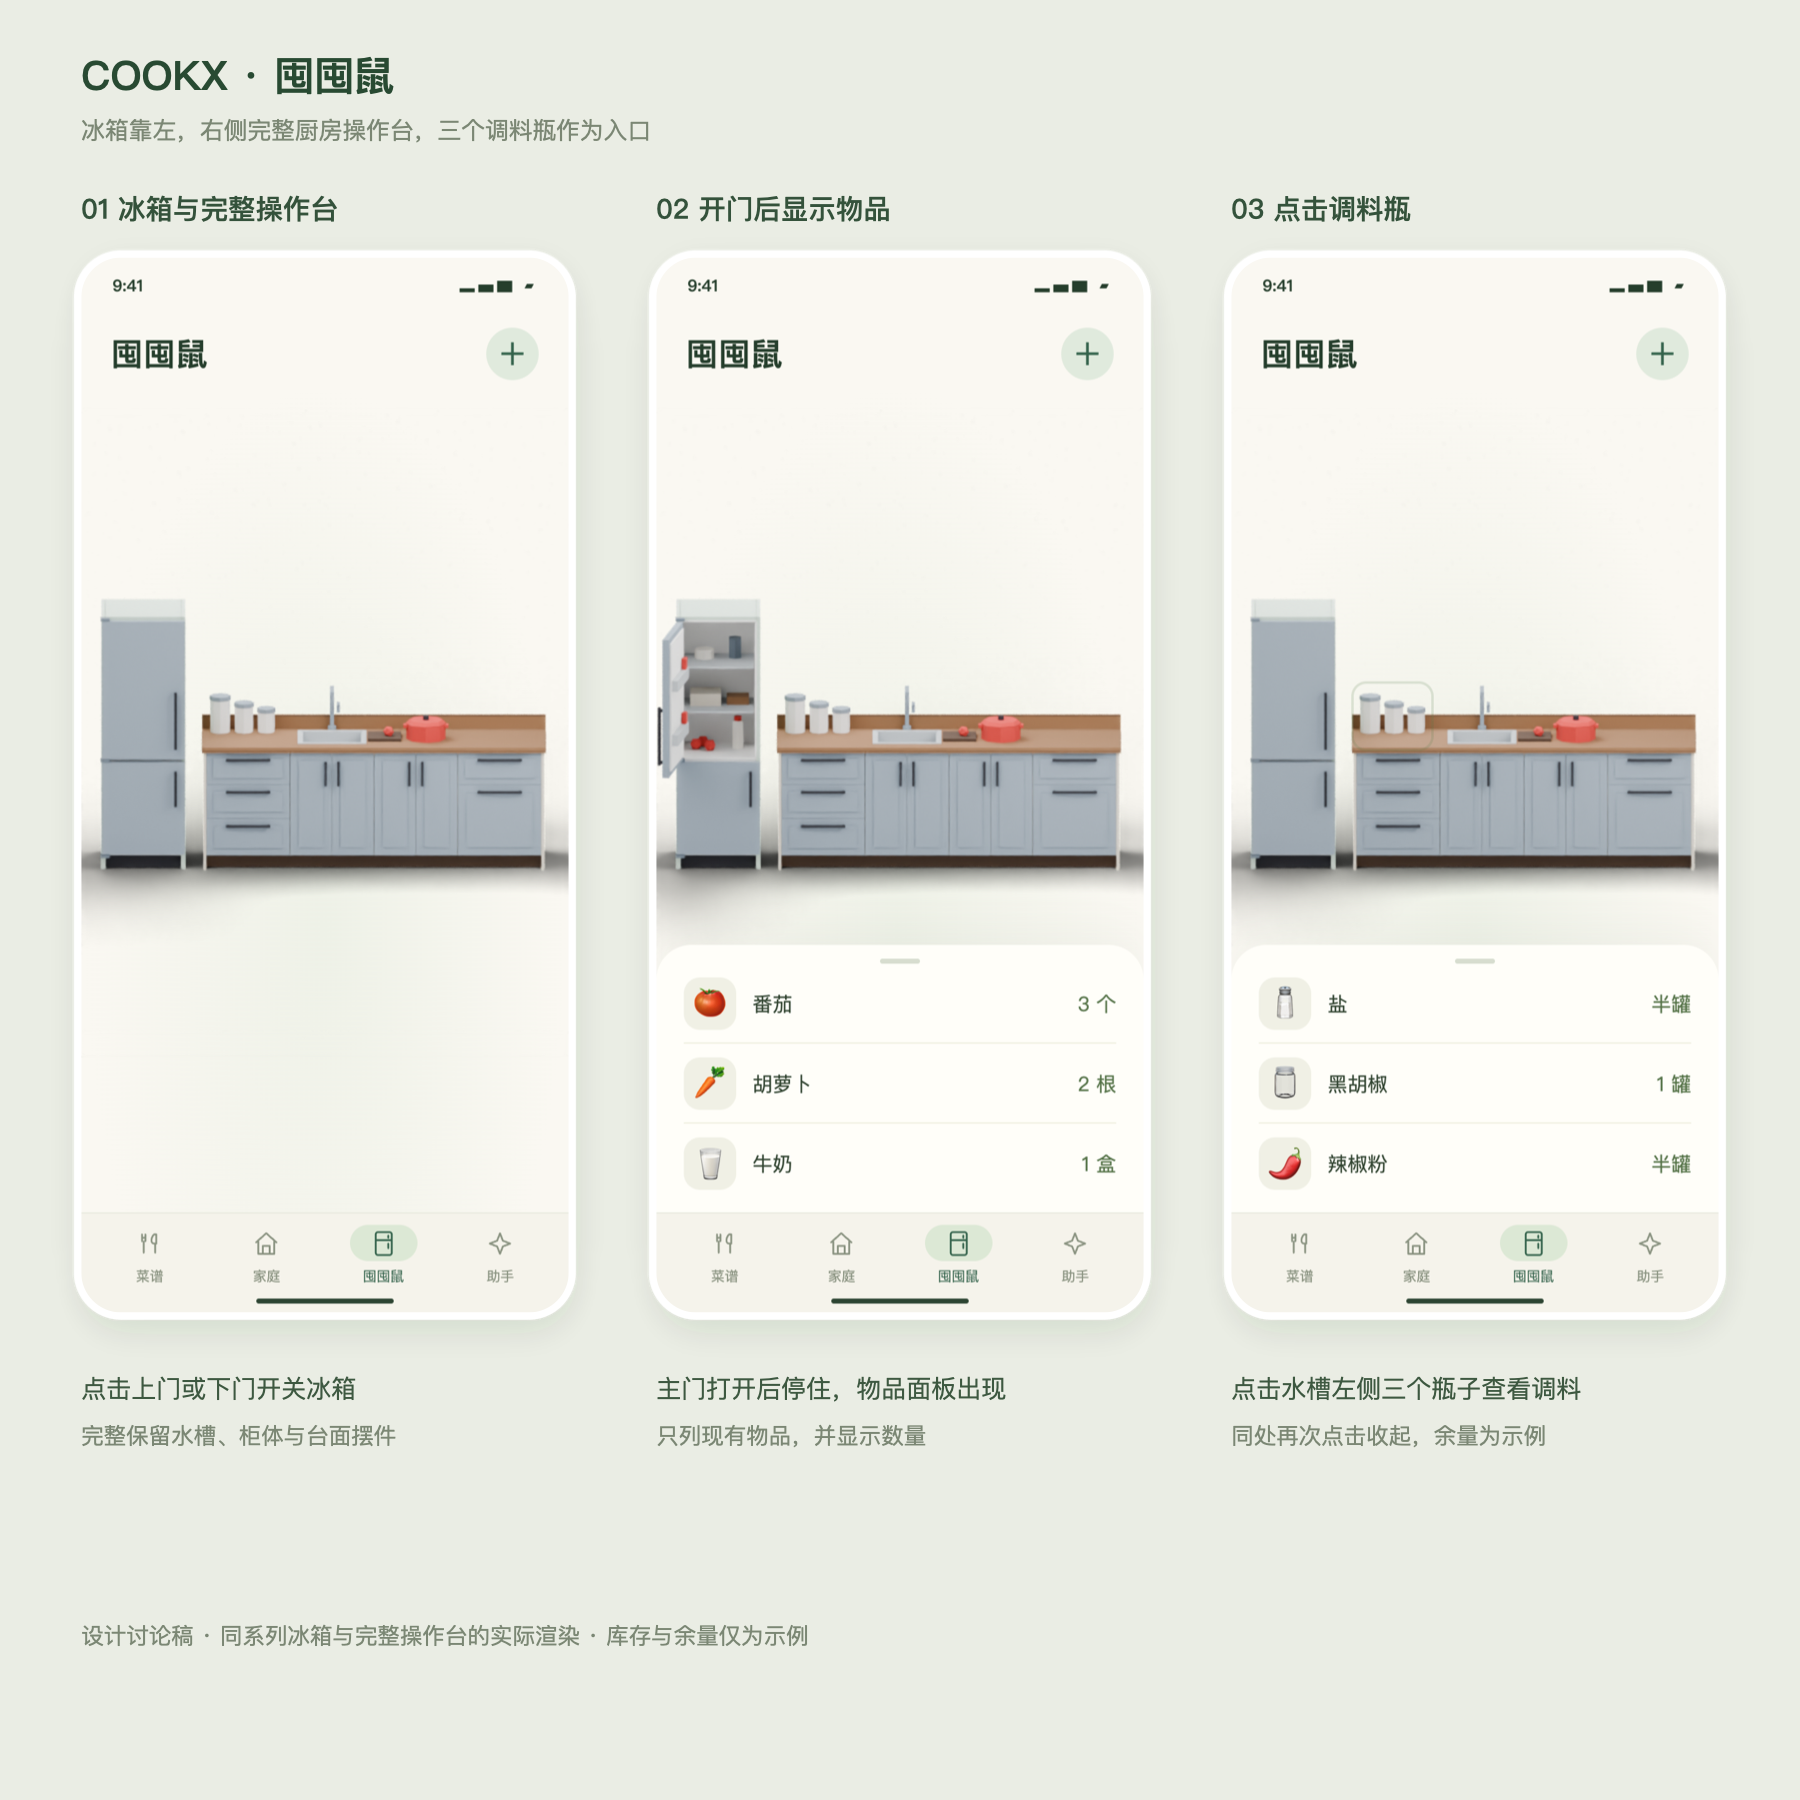 COOKX · 囤囤鼠
冰箱靠左，右侧完整厨房操作台，三个调料瓶作为入口
01 冰箱与完整操作台
9:41
囤囤鼠
菜谱
家庭
囤囤鼠
助手
点击上门或下门开关冰箱
完整保留水槽、柜体与台面摆件
02 开门后显示物品
9:41
囤囤鼠
番茄 3 个
胡萝卜 2 根
牛奶 1 盒
菜谱
家庭
囤囤鼠
助手
主门打开后停住，物品面板出现
只列现有物品，并显示数量
03 点击调料瓶
9:41
囤囤鼠
盐 半罐
黑胡椒 1 罐
辣椒粉 半罐
菜谱
家庭
囤囤鼠
助手
点击水槽左侧三个瓶子查看调料
同处再次点击收起，余量为示例
设计讨论稿 · 同系列冰箱与完整操作台的实际渲染 · 库存与余量仅为示例